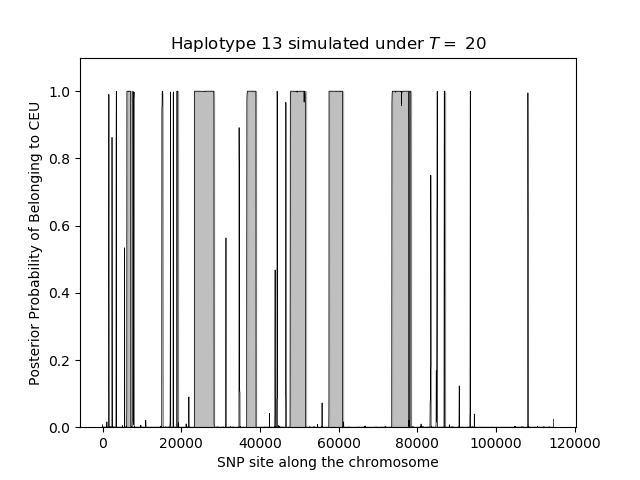 Haplotype 13 simulated under T = 20
Posterior Probability of Belonging to CEU
1.0
0.8
0.6
0.4
0.2
0.0
0 20000 40000 60000 80000 100000 120000
SNP site along the chromosome